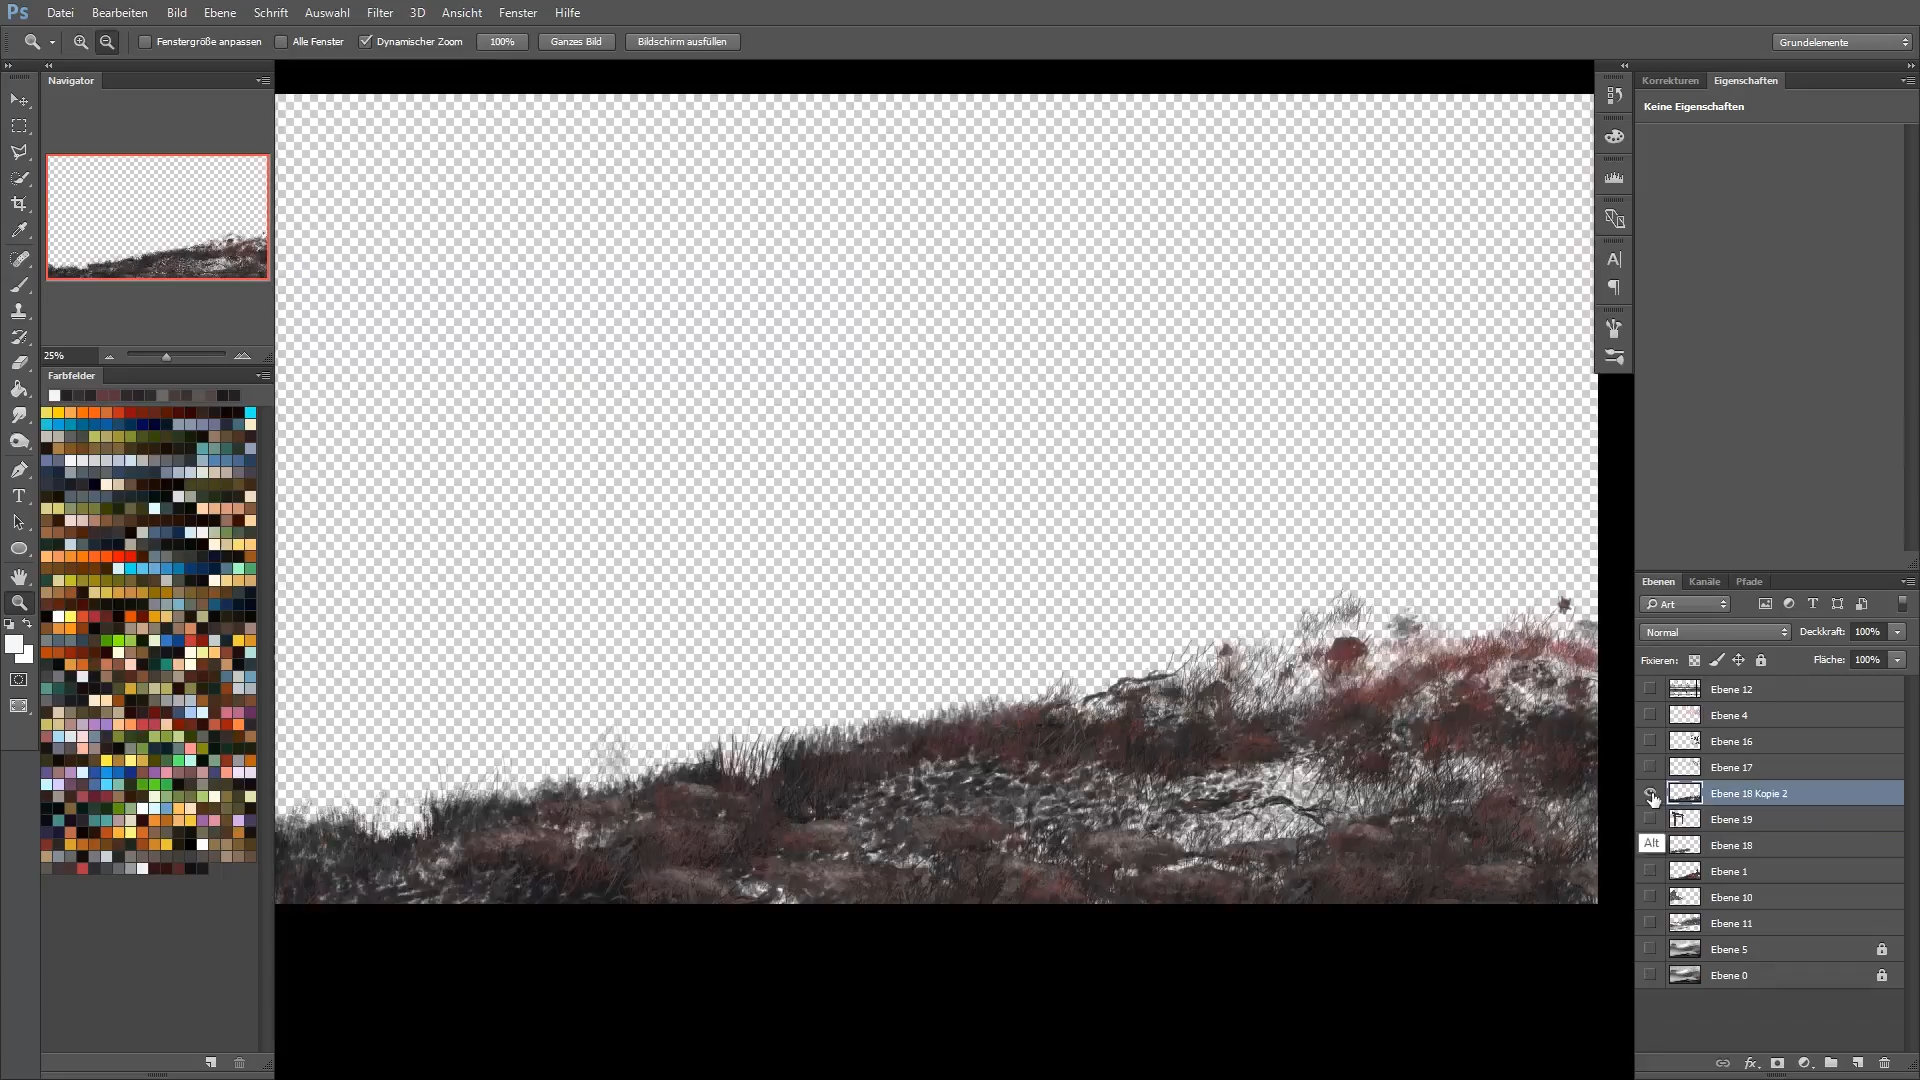 Ps Datei Bearbeiten Bild Ebene Schrift Auswahl Filter 3D Ansicht Fenster Hilfe
Fenstergröße anpassen Alle Fenster Dynamischer Zoom 100% Ganzes Bild Bildschirm ausfüllen Grundelemente
Navigator
Korrekturen Eigenschaften
Keine Eigenschaften
25%
Farbfelder
Ebenen Kanäle Pfade
Art
Normal Deckkraft: 100%
Fixieren: Fläche: 100%
Ebene 12
Ebene 4
Ebene 16
Ebene 17
Ebene 18 Kopie 2
Ebene 19
Alt
Ebene 18
Ebene 1
Ebene 10
Ebene 11
Ebene 5
Ebene 0